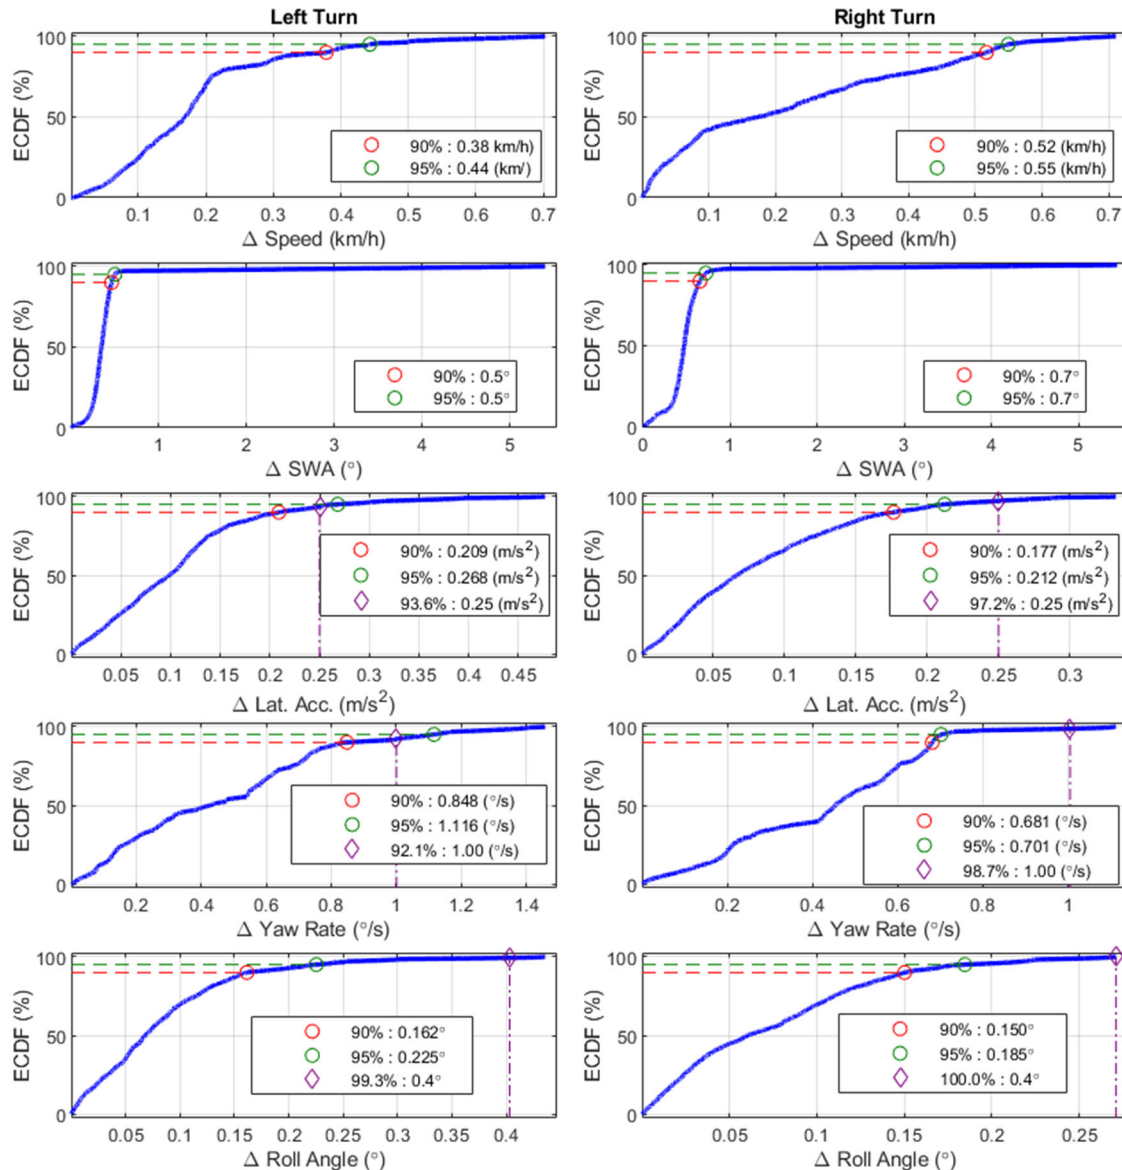 Left Turn
100
50
0
ECDF (%)
90% : 0.38 km/h)
95% : 0.44 (km/)
0.1 0.2 0.3 0.4 0.5 0.6 0.7
Δ Speed (km/h)
Right Turn
100
50
0
ECDF (%)
90% : 0.52 (km/h)
95% : 0.55 (km/h)
0.1 0.2 0.3 0.4 0.5 0.6 0.7
Δ Speed (km/h)
100
50
0
ECDF (%)
90% : 0.5°
95% : 0.5°
1 2 3 4 5
Δ SWA (°)
100
50
0
ECDF (%)
90% : 0.7°
95% : 0.7°
0 1 2 3 4 5
Δ SWA (°)
100
50
0
ECDF (%)
90% : 0.209 (m/s²)
95% : 0.268 (m/s²)
93.6% : 0.25 (m/s²)
0.05 0.1 0.15 0.2 0.25 0.3 0.35 0.4 0.45
Δ Lat. Acc. (m/s²)
100
50
0
ECDF (%)
90% : 0.177 (m/s²)
95% : 0.212 (m/s²)
97.2% : 0.25 (m/s²)
0.05 0.1 0.15 0.2 0.25 0.3
Δ Lat. Acc. (m/s²)
100
50
0
ECDF (%)
90% : 0.848 (°/s)
95% : 1.116 (°/s)
92.1% : 1.00 (°/s)
0.2 0.4 0.6 0.8 1 1.2 1.4
Δ Yaw Rate (°/s)
100
50
0
ECDF (%)
90% : 0.681 (°/s)
95% : 0.701 (°/s)
98.7% : 1.00 (°/s)
0.2 0.4 0.6 0.8 1
Δ Yaw Rate (°/s)
100
50
0
ECDF (%)
90% : 0.162°
95% : 0.225°
99.3% : 0.4°
0.05 0.1 0.15 0.2 0.25 0.3 0.35 0.4
Δ Roll Angle (°)
100
50
0
ECDF (%)
90% : 0.150°
95% : 0.185°
100.0% : 0.4°
0.05 0.1 0.15 0.2 0.25
Δ Roll Angle (°)